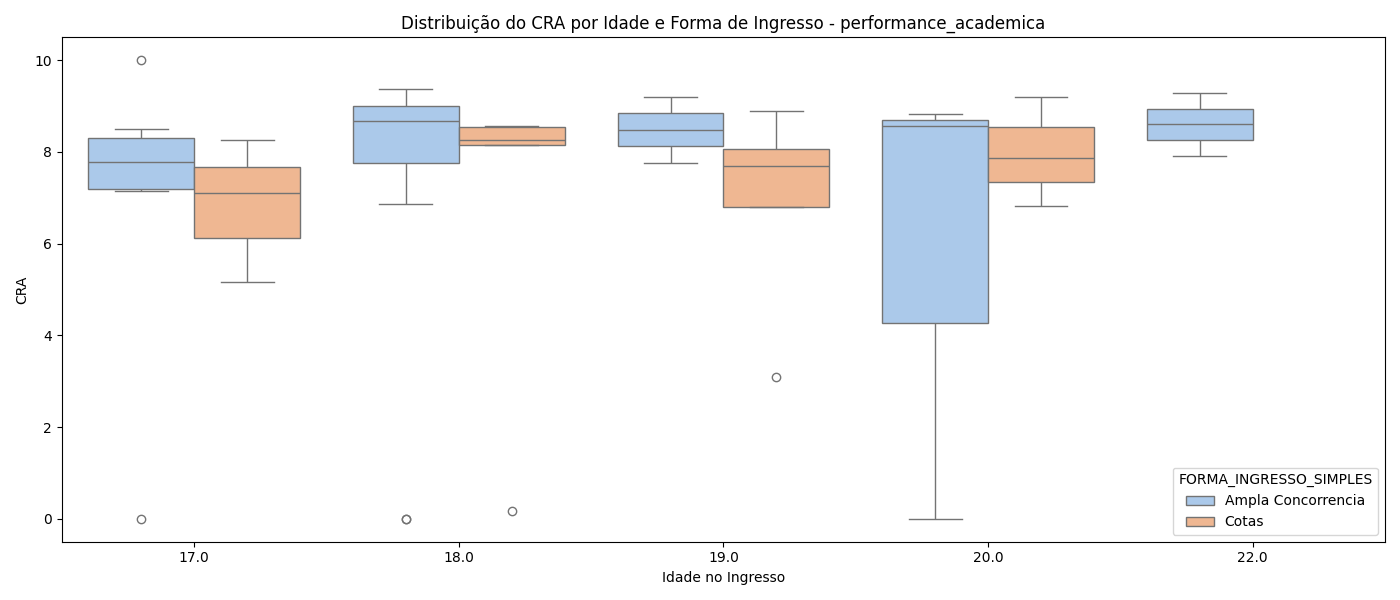 Distribuição do CRA por Idade e Forma de Ingresso - performance_academica
10
8
6
4
2
0
CRA
17.0
18.0
19.0
20.0
22.0
Idade no Ingresso
FORMA_INGRESSO_SIMPLES
Ampla Concorrencia
Cotas